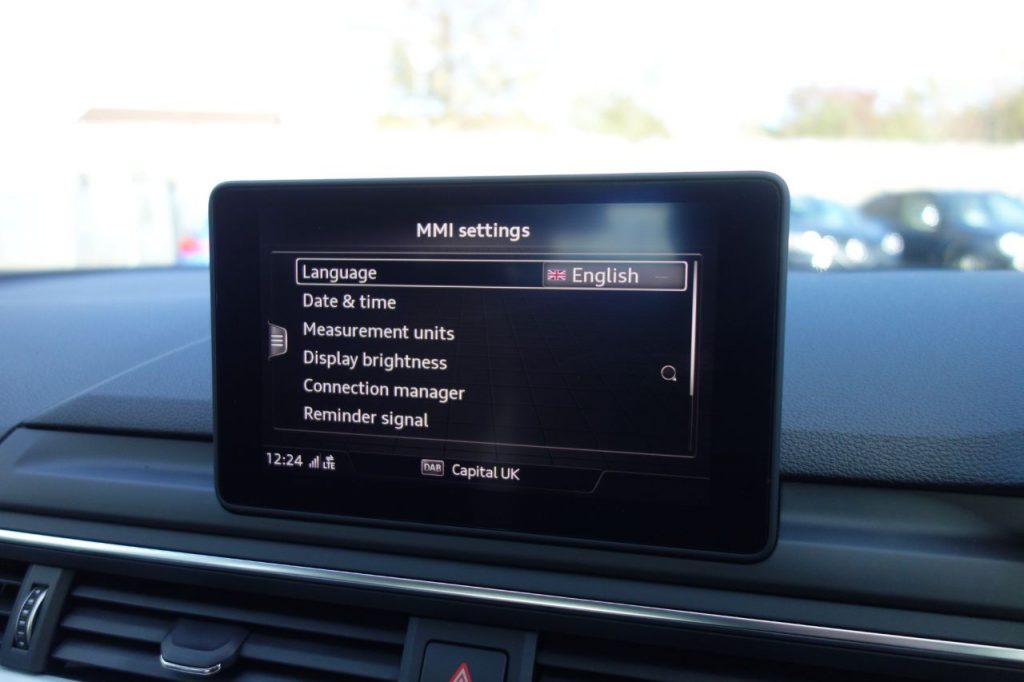 MMI settings
Language English
Date & time
Measurement units
Display brightness
Connection manager
Reminder signal
12:24 LTE DAB Capital UK